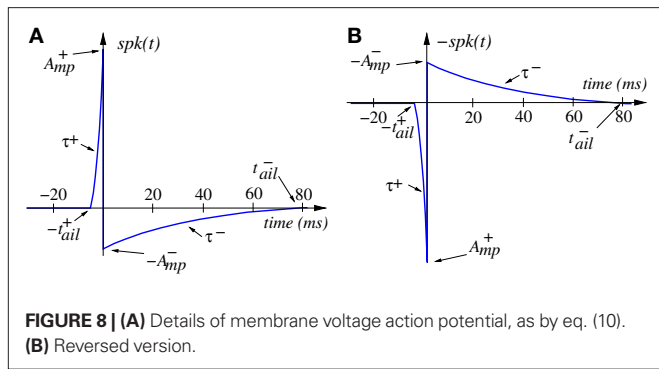 A
spk(t)
A⁺mp
τ+
t⁻ail
−20
20
40
60
80
−t⁺ail
time (ms)
τ−
−A⁻mp
B
−spk(t)
−A⁻mp
τ−
time (ms)
−20
20
40
60
80
−t⁺ail
t⁻ail
τ+
A⁺mp
FIGURE 8 | (A) Details of membrane voltage action potential, as by eq. (10).
(B) Reversed version.